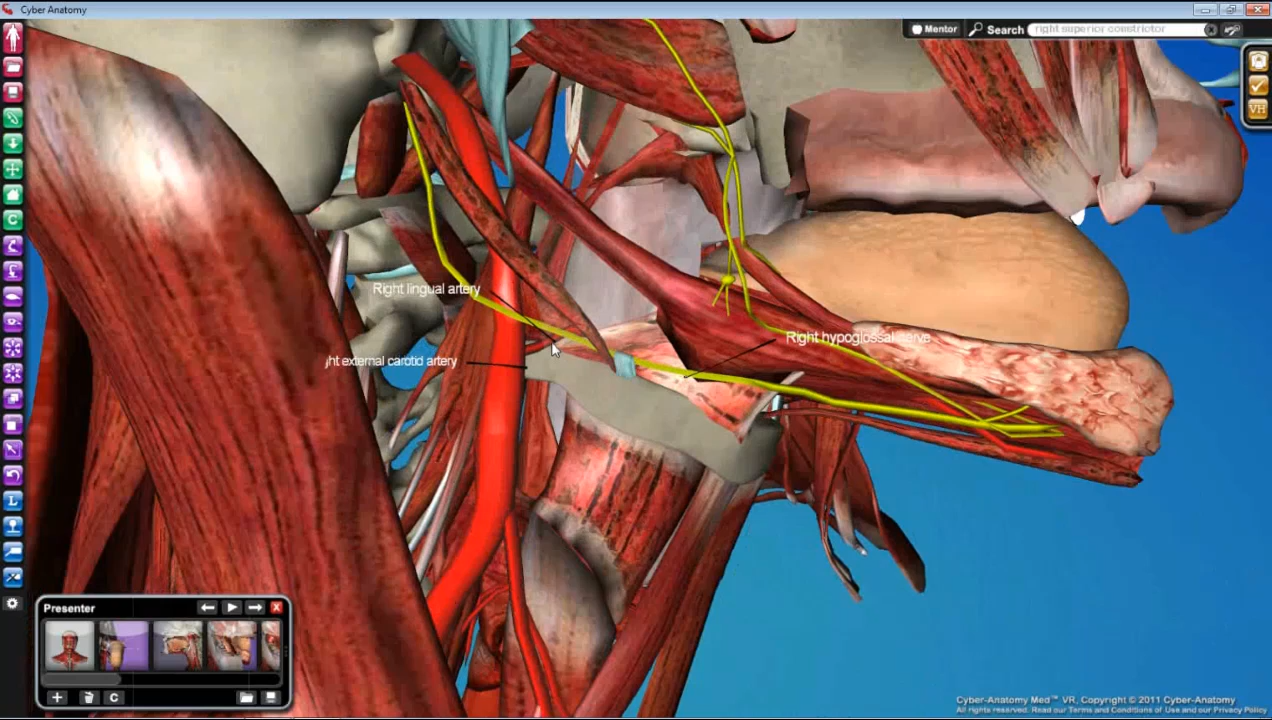 Cyber Anatomy
Mentor
Search
right superior constrictor
VH
Right lingual artery
ht external carotid artery
Right hypoglossal nerve
C
L
Presenter
X
C
Cyber-Anatomy Med™ VR, Copyright © 2011 Cyber-Anatomy
All rights reserved. Read our Terms and Conditions of Use and our Privacy Policy